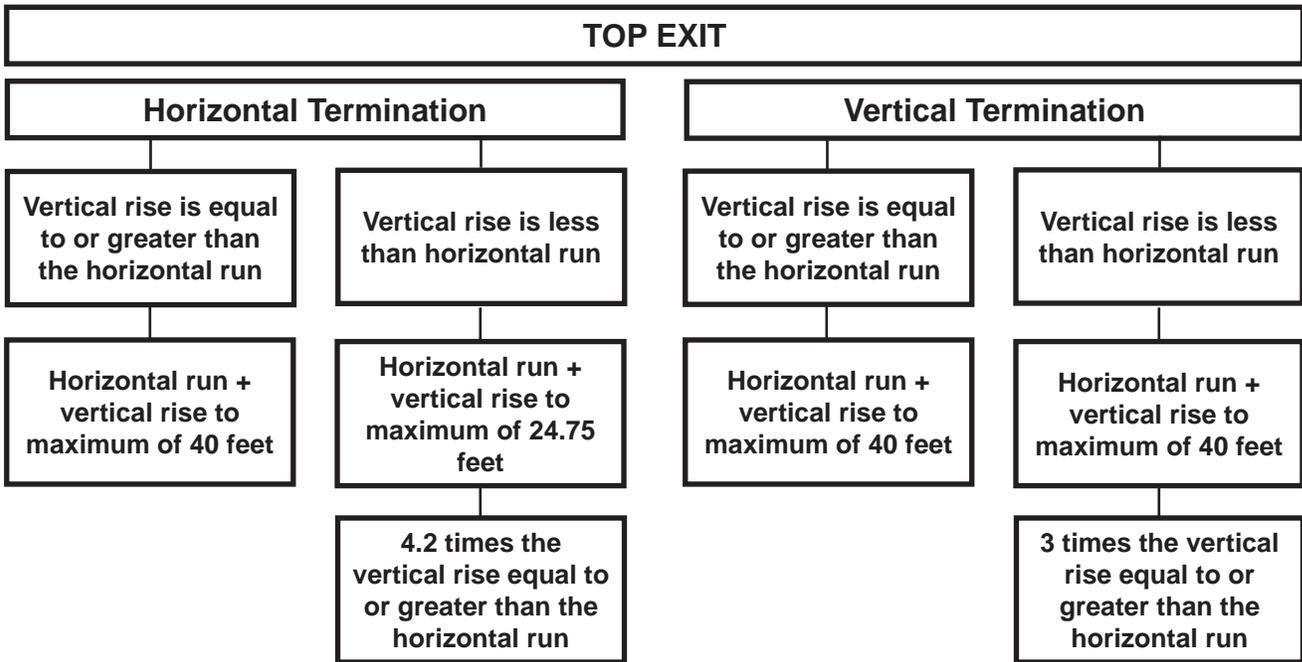 TOP EXIT
Horizontal Termination
Vertical Termination
Vertical rise is equal
to or greater than
the horizontal run
Vertical rise is less
than horizontal run
Vertical rise is equal
to or greater than
the horizontal run
Vertical rise is less
than horizontal run
Horizontal run +
vertical rise to
maximum of 40 feet
Horizontal run +
vertical rise to
maximum of 24.75
feet
Horizontal run +
vertical rise to
maximum of 40 feet
Horizontal run +
vertical rise to
maximum of 40 feet
4.2 times the
vertical rise equal to
or greater than the
horizontal run
3 times the vertical
rise equal to or
greater than the
horizontal run